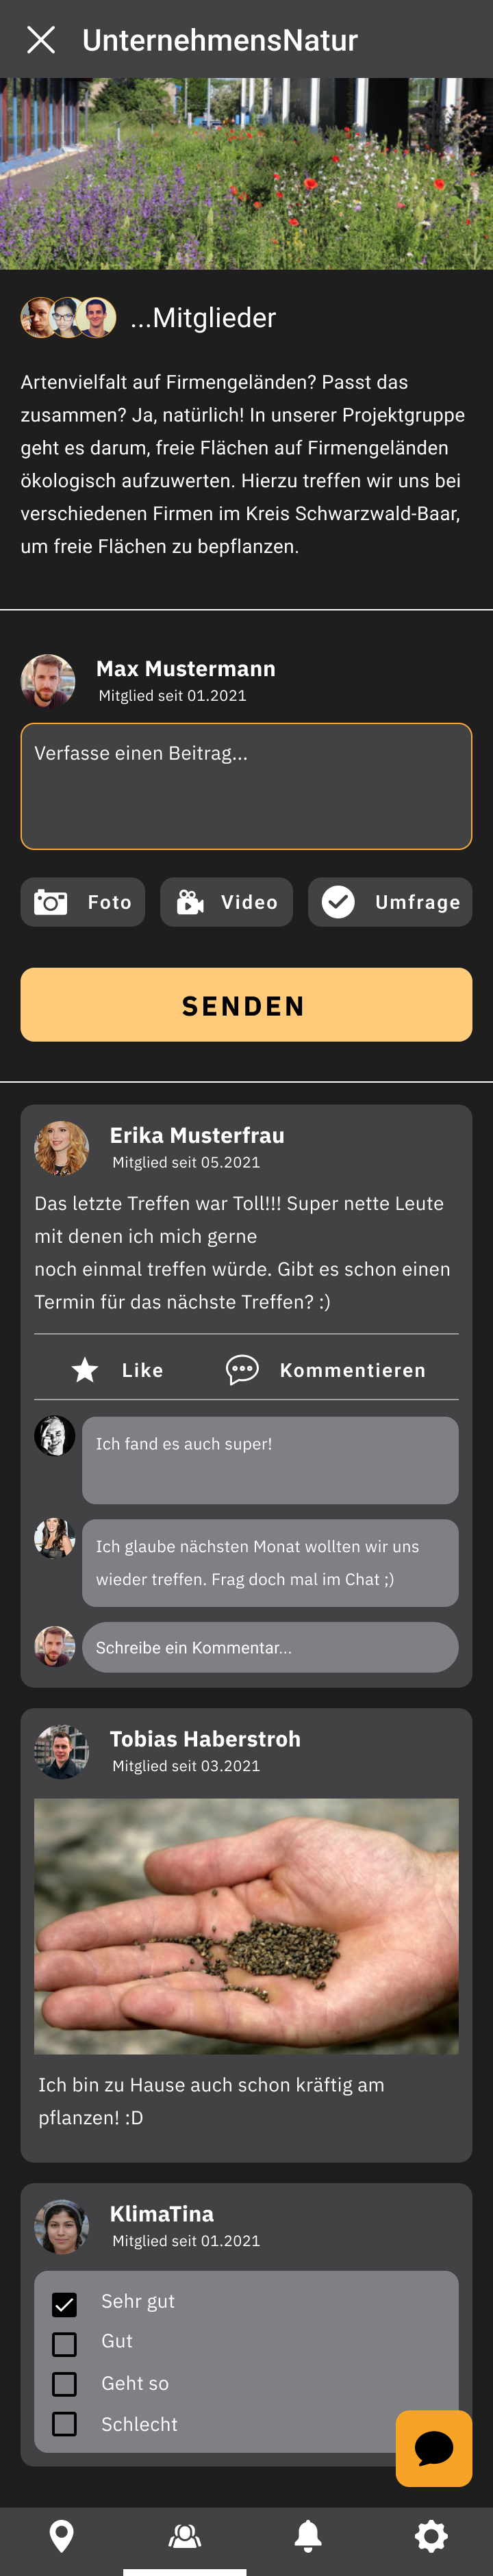 UnternehmensNatur
...Mitglieder
Artenvielfalt auf Firmengeländen? Passt das
zusammen? Ja, natürlich! In unserer Projektgruppe
geht es darum, freie Flächen auf Firmengeländen
ökologisch aufzuwerten. Hierzu treffen wir uns bei
verschiedenen Firmen im Kreis Schwarzwald-Baar,
um freie Flächen zu bepflanzen.
Max Mustermann
Mitglied seit 01.2021
Verfasse einen Beitrag...
Foto Video Umfrage
SENDEN
Erika Musterfrau
Mitglied seit 05.2021
Das letzte Treffen war Toll!!! Super nette Leute
mit denen ich mich gerne
noch einmal treffen würde. Gibt es schon einen
Termin für das nächste Treffen? :)
Like Kommentieren
Ich fand es auch super!
Ich glaube nächsten Monat wollten wir uns
wieder treffen. Frag doch mal im Chat ;)
Schreibe ein Kommentar...
Tobias Haberstroh
Mitglied seit 03.2021
Ich bin zu Hause auch schon kräftig am
pflanzen! :D
KlimaTina
Mitglied seit 01.2021
Sehr gut
Gut
Geht so
Schlecht